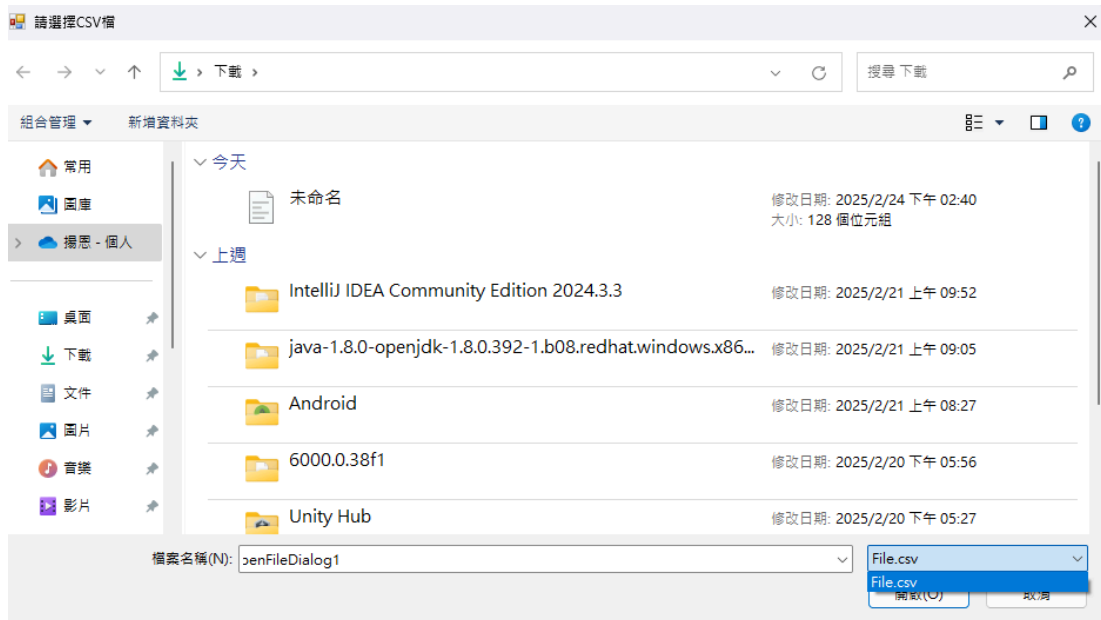 請選擇CSV檔
下載
搜尋 下載
組合管理
新增資料夾
常用
圖庫
揚恩 - 個人
桌面
下載
文件
圖片
音樂
影片
今天
未命名
修改日期: 2025/2/24 下午 02:40
大小: 128 個位元組
上週
IntelliJ IDEA Community Edition 2024.3.3
修改日期: 2025/2/21 上午 09:52
java-1.8.0-openjdk-1.8.0.392-1.b08.redhat.windows.x86...
修改日期: 2025/2/21 上午 09:05
Android
修改日期: 2025/2/21 上午 08:27
6000.0.38f1
修改日期: 2025/2/20 下午 05:56
Unity Hub
修改日期: 2025/2/20 下午 05:27
檔案名稱(N):
penFileDialog1
File.csv
File.csv
開啟(O)
取消